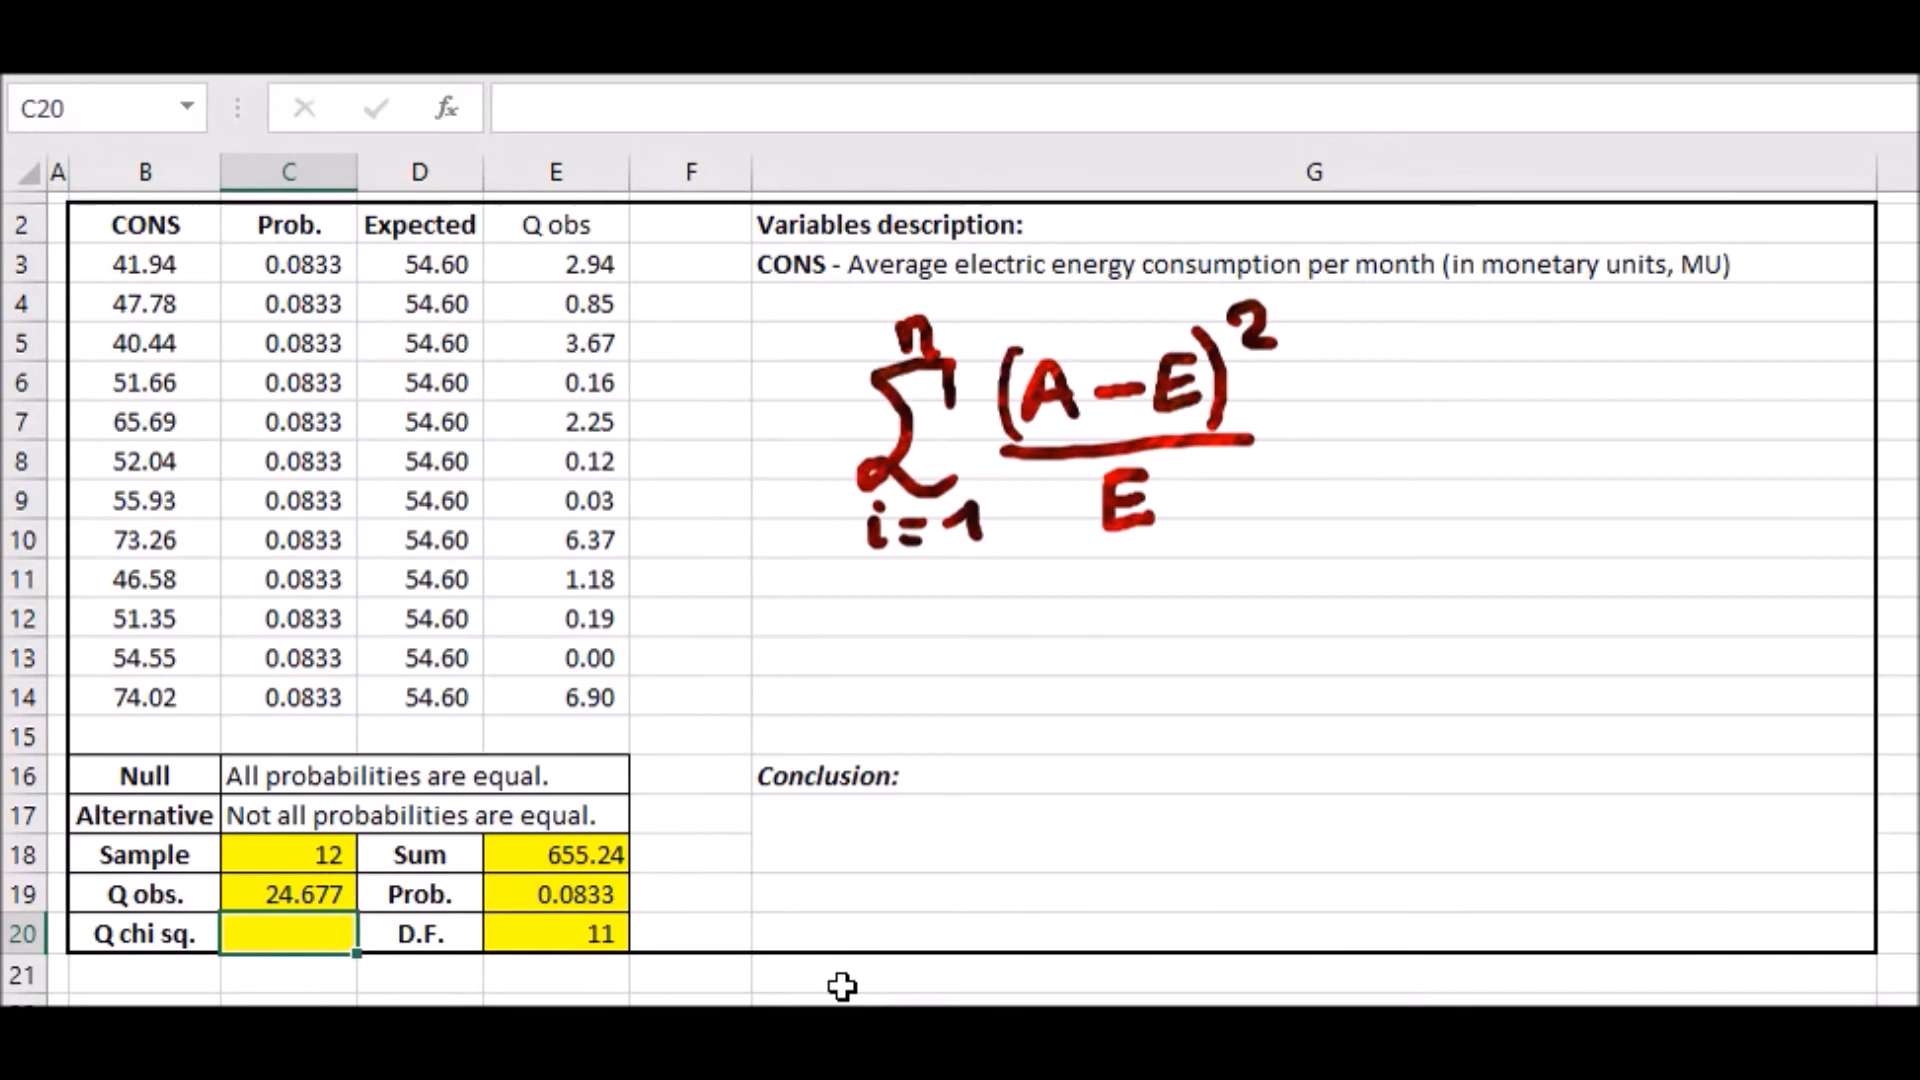 C20 fx
A B C D E F G
2 CONS Prob. Expected Q obs Variables description:
3 41.94 0.0833 54.60 2.94 CONS - Average electric energy consumption per month (in monetary units, MU)
4 47.78 0.0833 54.60 0.85
5 40.44 0.0833 54.60 3.67
6 51.66 0.0833 54.60 0.16
7 65.69 0.0833 54.60 2.25
8 52.04 0.0833 54.60 0.12
9 55.93 0.0833 54.60 0.03
10 73.26 0.0833 54.60 6.37
11 46.58 0.0833 54.60 1.18
12 51.35 0.0833 54.60 0.19
13 54.55 0.0833 54.60 0.00
14 74.02 0.0833 54.60 6.90
n
∑ (A-E)²
E
i=1
15
16 Null All probabilities are equal. Conclusion:
17 Alternative Not all probabilities are equal.
18 Sample 12 Sum 655.24
19 Q obs. 24.677 Prob. 0.0833
20 Q chi sq. D.F. 11
21